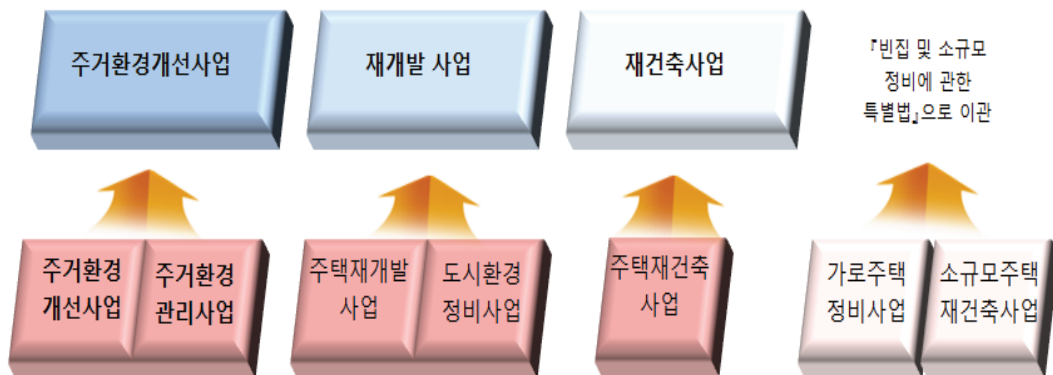 주거환경개선사업
재개발 사업
재건축사업
『빈집 및 소규모
정비에 관한
특별법』으로 이관
주거환경
개선사업
주거환경
관리사업
주택재개발
사업
도시환경
정비사업
주택재건축
사업
가로주택
정비사업
소규모주택
재건축사업